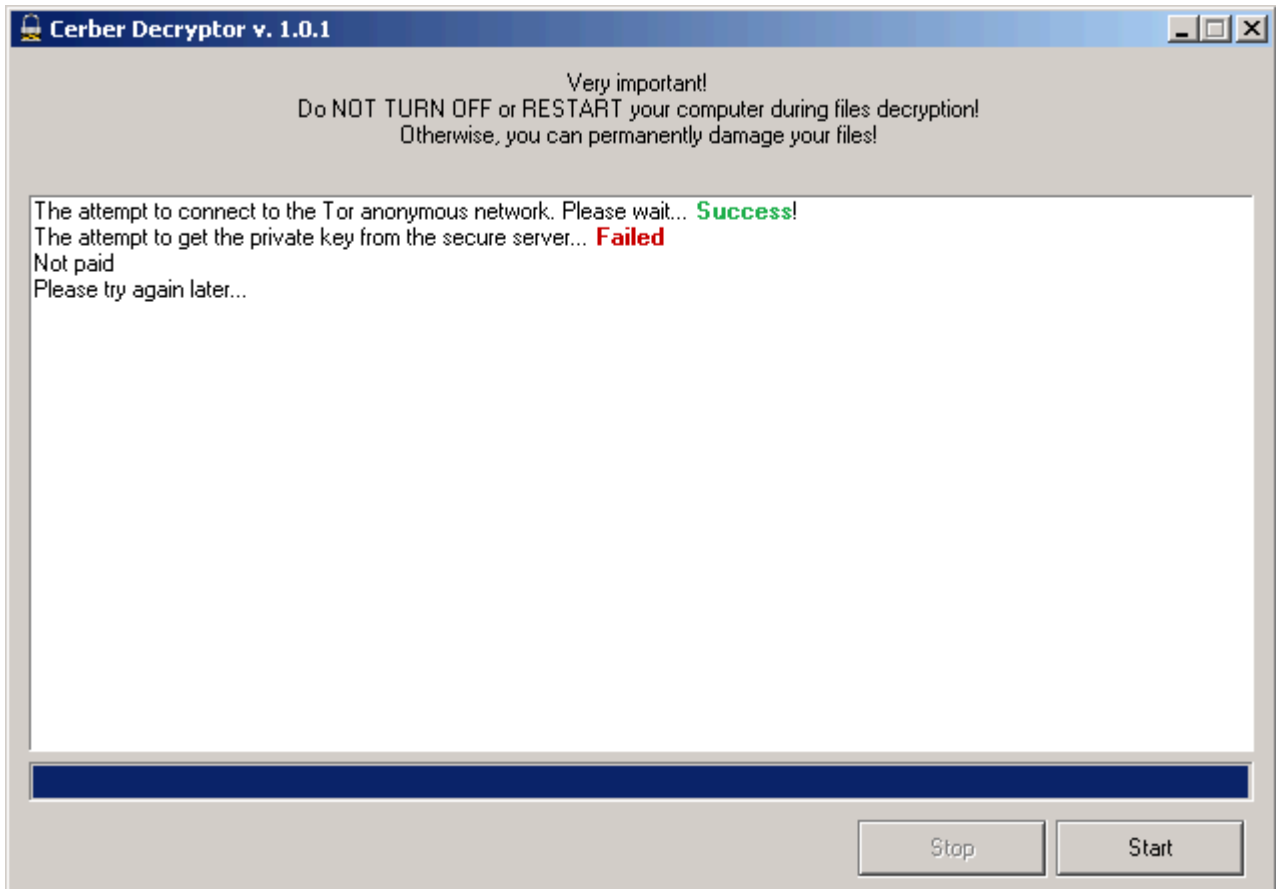 Cerber Decryptor v. 1.0.1
Very important!
Do NOT TURN OFF or RESTART your computer during files decryption!
Otherwise, you can permanently damage your files!
The attempt to connect to the Tor anonymous network. Please wait... Success!
The attempt to get the private key from the secure server... Failed
Not paid
Please try again later...
Stop
Start